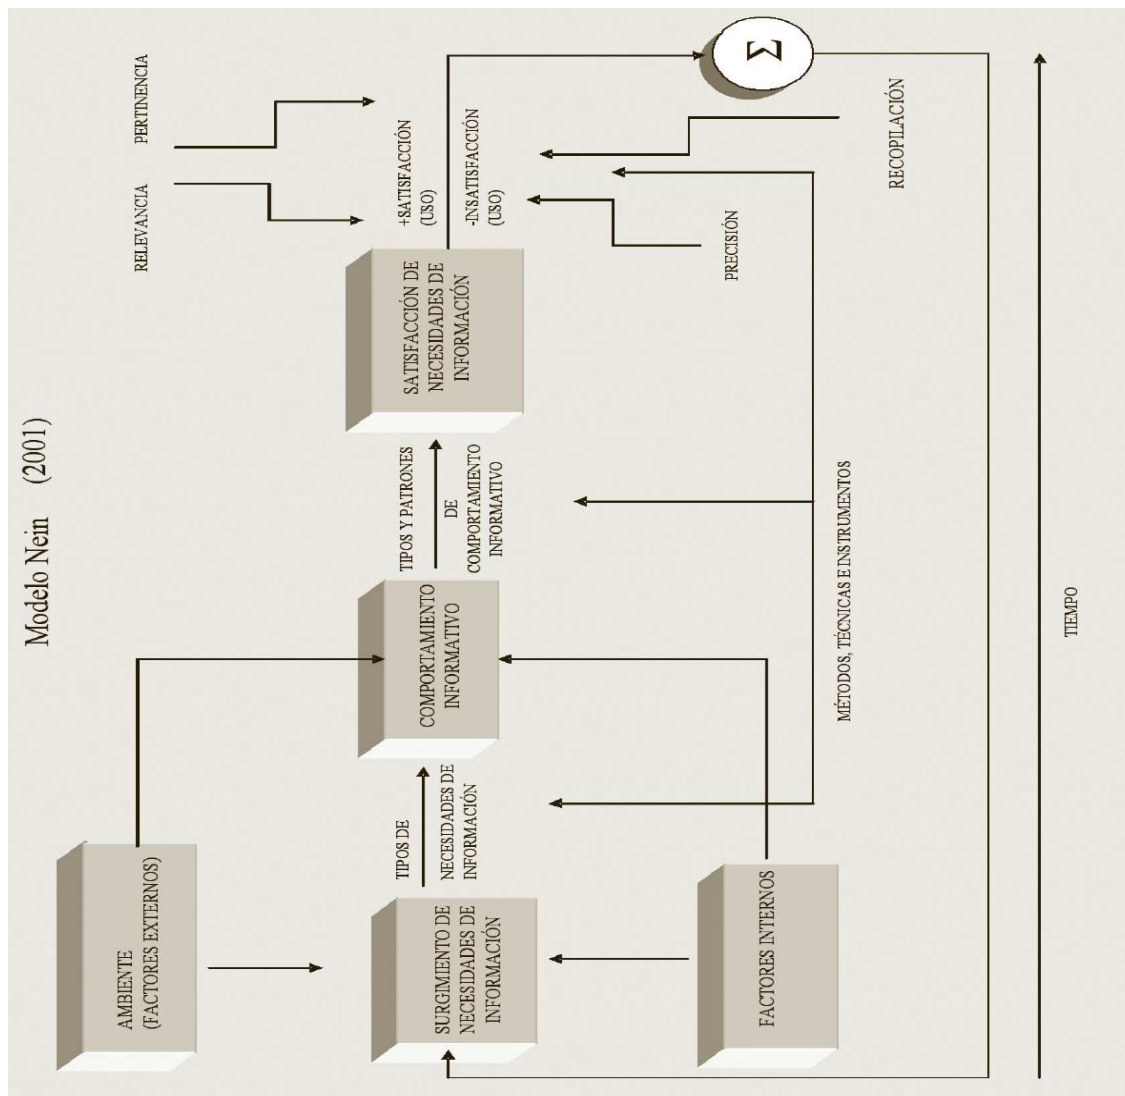 Modelo Nein (2001)
AMBIENTE
(FACTORES EXTERNOS)
SURGIMIENTO DE
NECESIDADES DE
INFORMACIÓN
FACTORES INTERNOS
TIPOS DE
NECESIDADES DE
INFORMACIÓN
COMPORTAMIENTO
INFORMATIVO
TIPOS Y PATRONES
DE
COMPORTAMIENTO
INFORMATIVO
SATISFACCIÓN DE
NECESIDADES DE
INFORMACIÓN
RELEVANCIA
PERTINENCIA
+SATISFACCIÓN
(USO)
-INSATISFACCIÓN
(USO)
PRECISIÓN
RECOPILACIÓN
Σ
MÉTODOS, TÉCNICAS E INSTRUMENTOS
TIEMPO